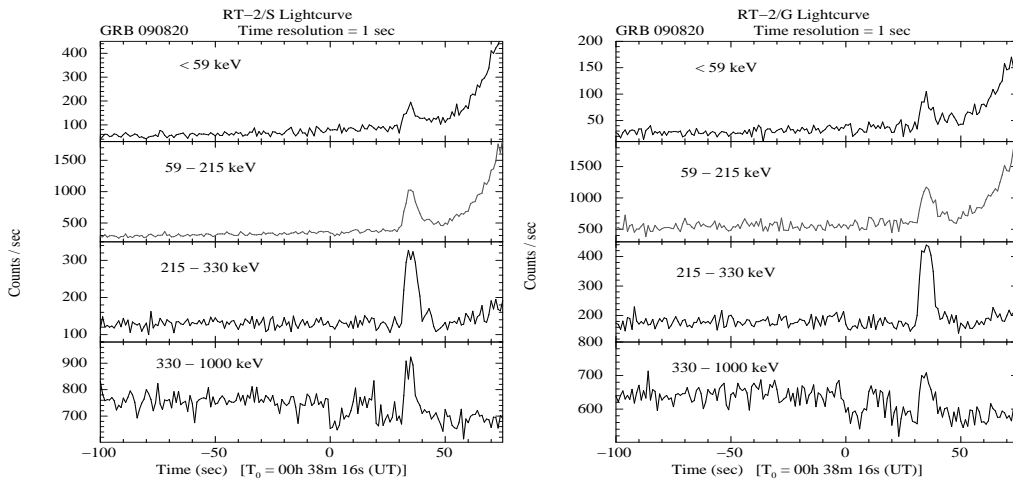 RT−2/S Lightcurve
GRB 090820 Time resolution = 1 sec
< 59 keV
400
300
200
100
59 − 215 keV
1500
1000
500
215 − 330 keV
300
200
100
330 − 1000 keV
900
800
700
Counts / sec
−100 −50 0 50
Time (sec) [T0 = 00h 38m 16s (UT)]
RT−2/G Lightcurve
GRB 090820 Time resolution = 1 sec
< 59 keV
200
150
100
50
59 − 215 keV
1500
1000
500
215 − 330 keV
400
300
200
100
330 − 1000 keV
800
700
600
Counts / sec
−100 −50 0 50
Time (sec) [T0 = 00h 38m 16s (UT)]